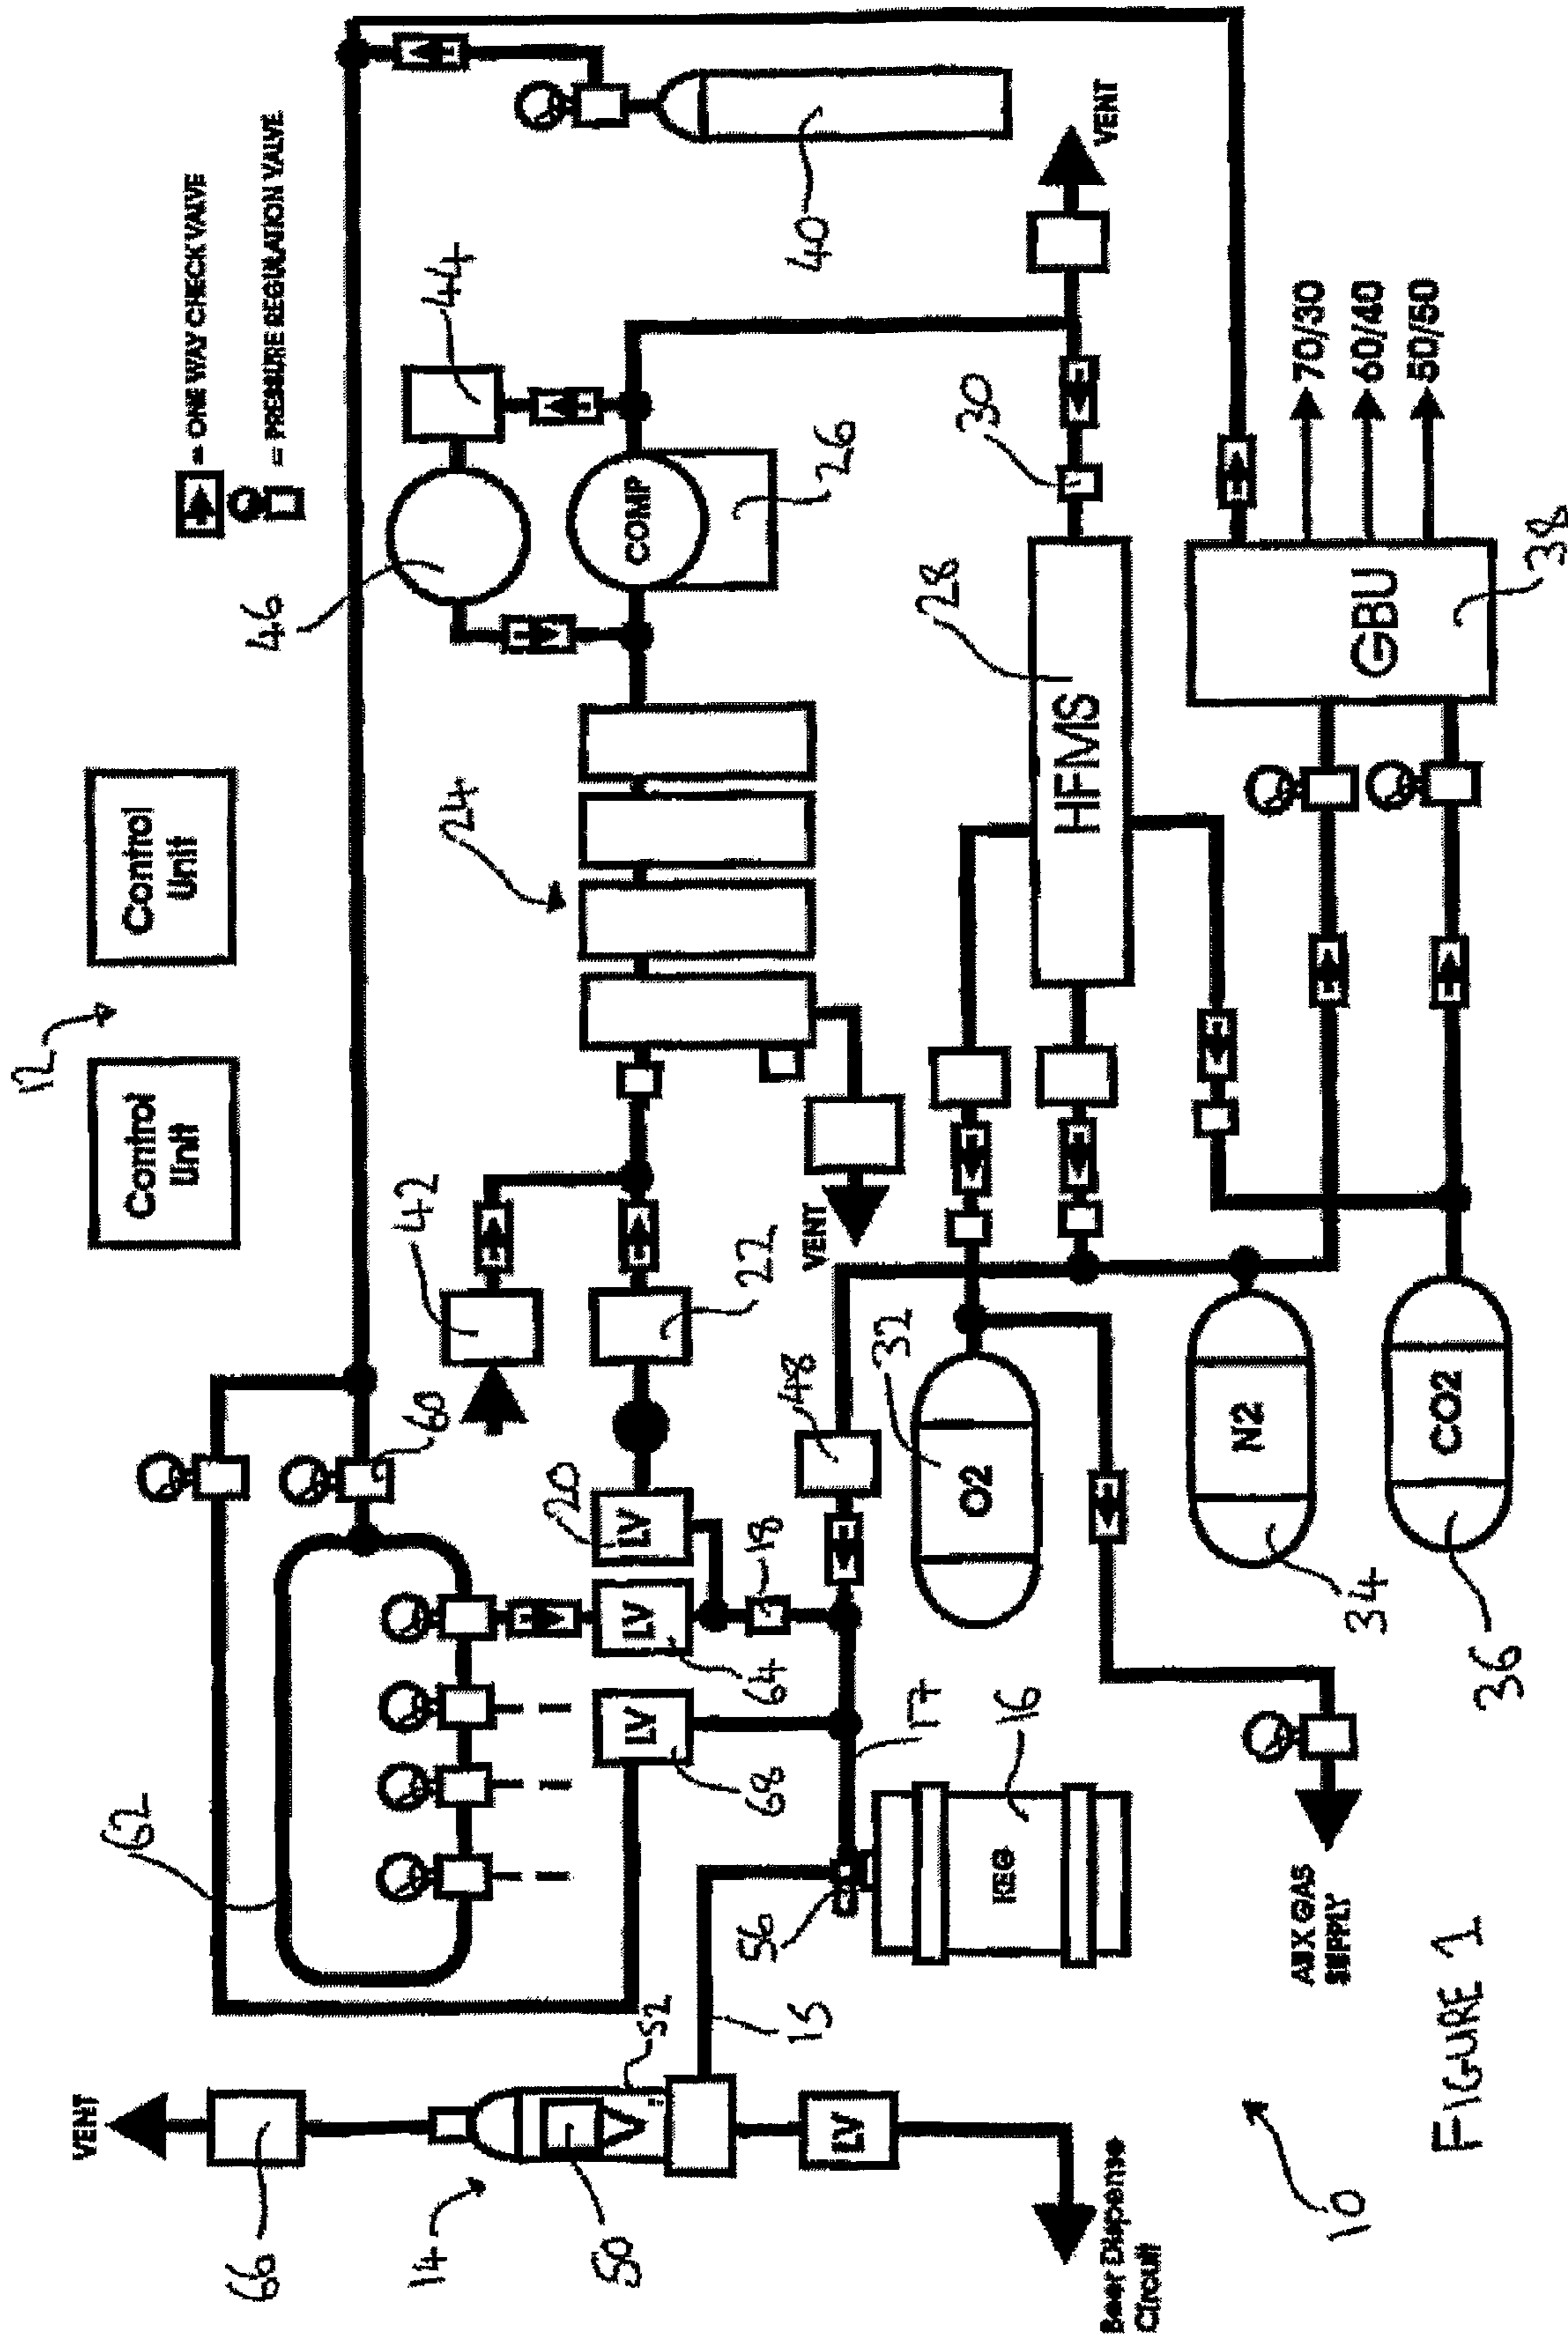 12
Control
Unit
Control
Unit
= ONE WAY CHECK VALVE
= PRESSURE REGULATION VALVE
VENT
66
62
60
42
46
44
14
50
52
LV
LV
LV
20
22
24
COMP
26
40
68
64
18
15
LV
VENT
Beer Dispense
Circuit
56
17
16
KEG
48
32
O2
28
HFMS
30
VENT
AUX GAS
SUPPLY
N2
34
CO2
36
GBU
38
70/30
60/40
50/50
10
FIGURE 1